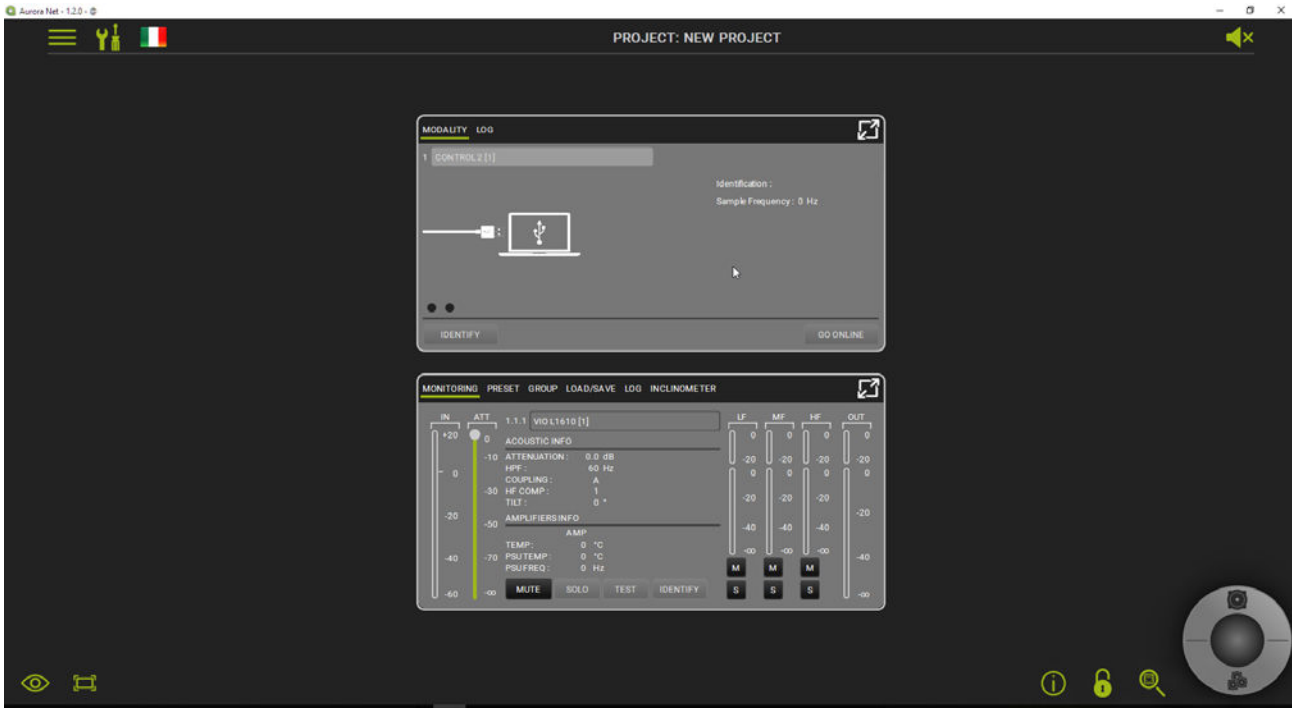 Aurora Net - 1.2.0 - @
PROJECT: NEW PROJECT
MODALITY LOG
1 CONTROL2 [1]
Identification :
Sample Frequency : 0 Hz
IDENTIFY
GO ONLINE
MONITORING PRESET GROUP LOAD/SAVE LOG INCLINOMETER
IN ATT 1.1.1 VIO L1610 [1] LF MF HF OUT
+20 0 ACOUSTIC INFO 0 0 0 0
-10 ATTENUATION : 0.0 dB -20 -20 -20 -20
0 HPF : 60 Hz 0 0 0 0
COUPLING : A
-30 HF COMP : 1 -20 -20 -20
TILT : 0 °
-20 -50 AMPLIFIERS INFO -40 -40 -40 -20
AMP
TEMP: 0 °C -∞ -∞ -∞
-40 -70 PSU TEMP: 0 °C -40
PSU FREQ : 0 Hz M M M
-60 -∞ MUTE SOLO TEST IDENTIFY S S S -∞